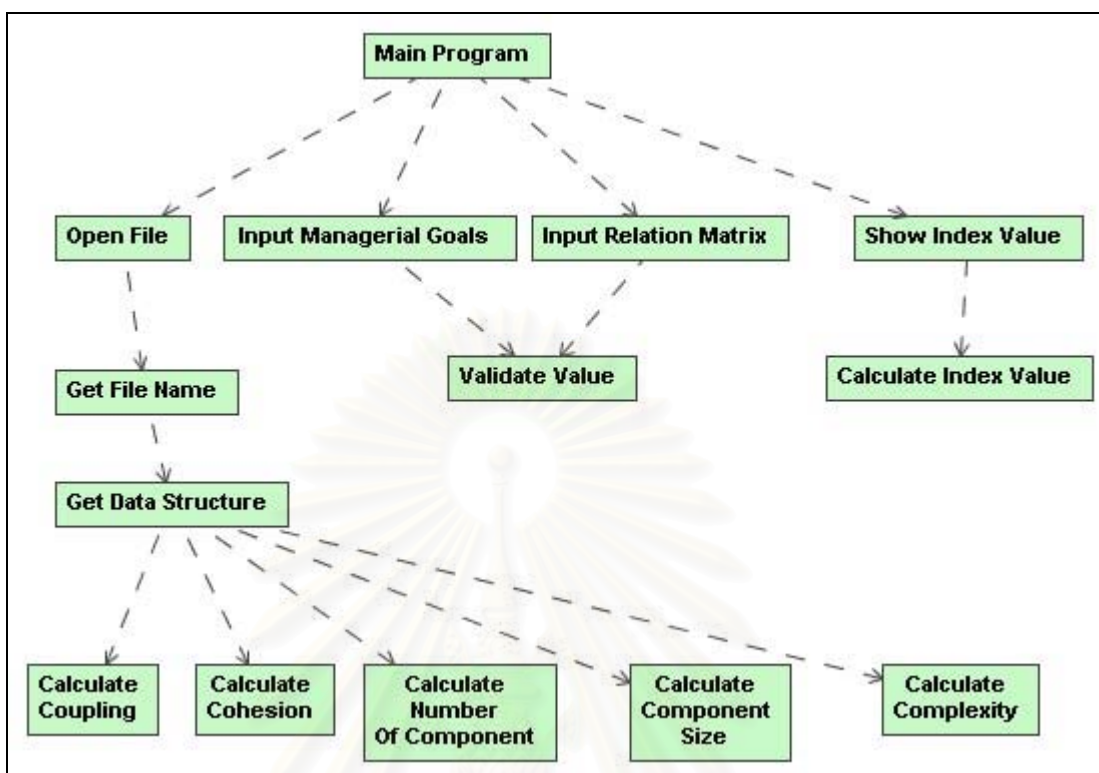 Main Program
Open File
Input Managerial Goals
Input Relation Matrix
Show Index Value
Get File Name
Validate Value
Calculate Index Value
Get Data Structure
Calculate
Coupling
Calculate
Cohesion
Calculate
Number
Of Component
Calculate
Component
Size
Calculate
Complexity